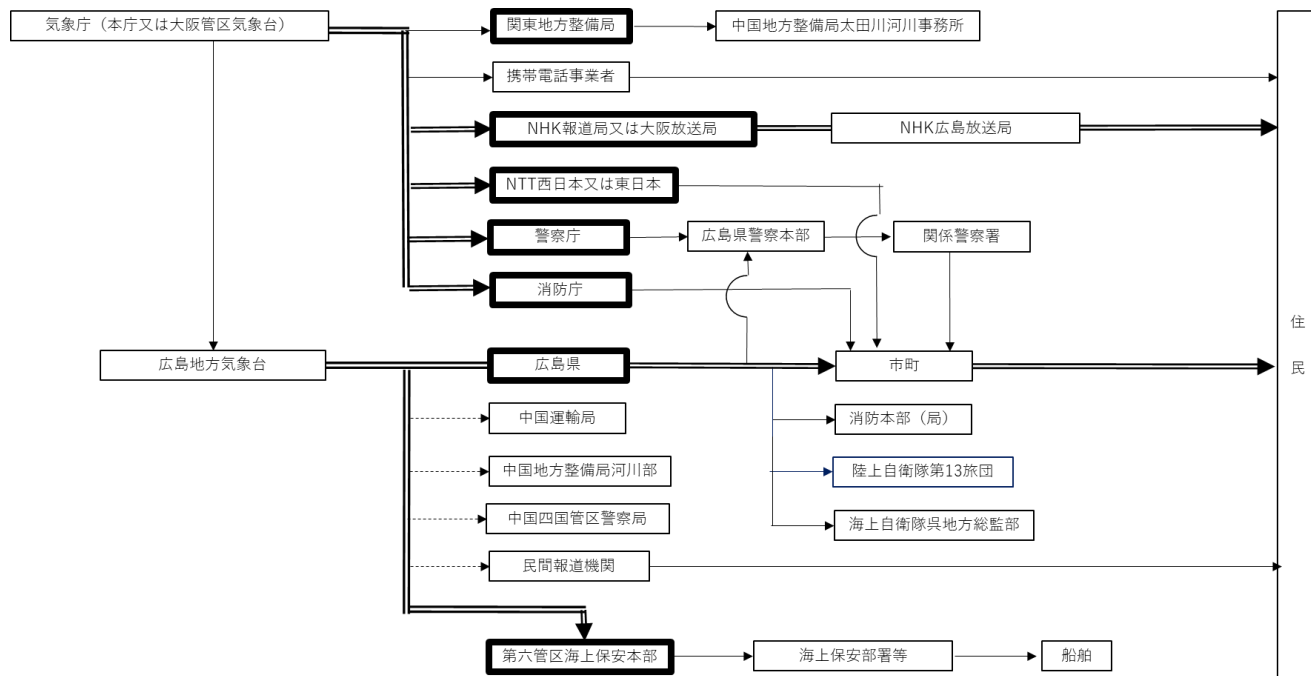 気象庁（本庁又は大阪管区気象台）
関東地方整備局
中国地方整備局太田川河川事務所
携帯電話事業者
NHK報道局又は大阪放送局
NHK広島放送局
NTT西日本又は東日本
警察庁
広島県警察本部
関係警察署
消防庁
住民
広島地方気象台
広島県
市町
中国運輸局
消防本部（局）
中国地方整備局河川部
陸上自衛隊第13旅団
中国四国管区警察局
海上自衛隊呉地方総監部
民間報道機関
第六管区海上保安本部
海上保安部署等
船舶